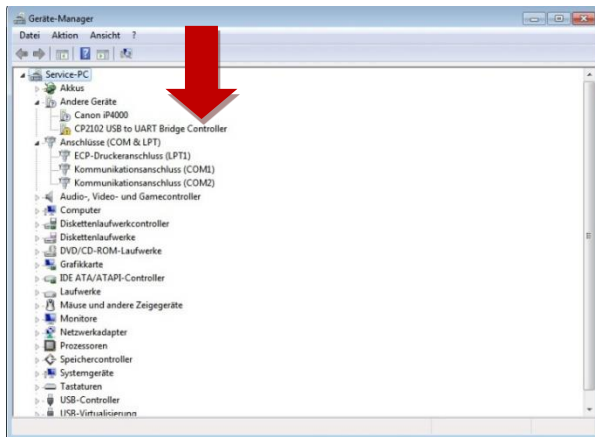 Geräte-Manager
Datei Aktion Ansicht ?
Service-PC
Akkus
Andere Geräte
Canon iP4000
CP2102 USB to UART Bridge Controller
Anschlüsse (COM & LPT)
ECP-Druckeranschluss (LPT1)
Kommunikationsanschluss (COM1)
Kommunikationsanschluss (COM2)
Audio-, Video- und Gamecontroller
Computer
Diskettenlaufwerkcontroller
Diskettenlaufwerke
DVD/CD-ROM-Laufwerke
Grafikkarte
IDE ATA/ATAPI-Controller
Laufwerke
Mäuse und andere Zeigegeräte
Monitore
Netzwerkadapter
Prozessoren
Speichercontroller
Systemgeräte
Tastaturen
USB-Controller
USB-Virtualisierung